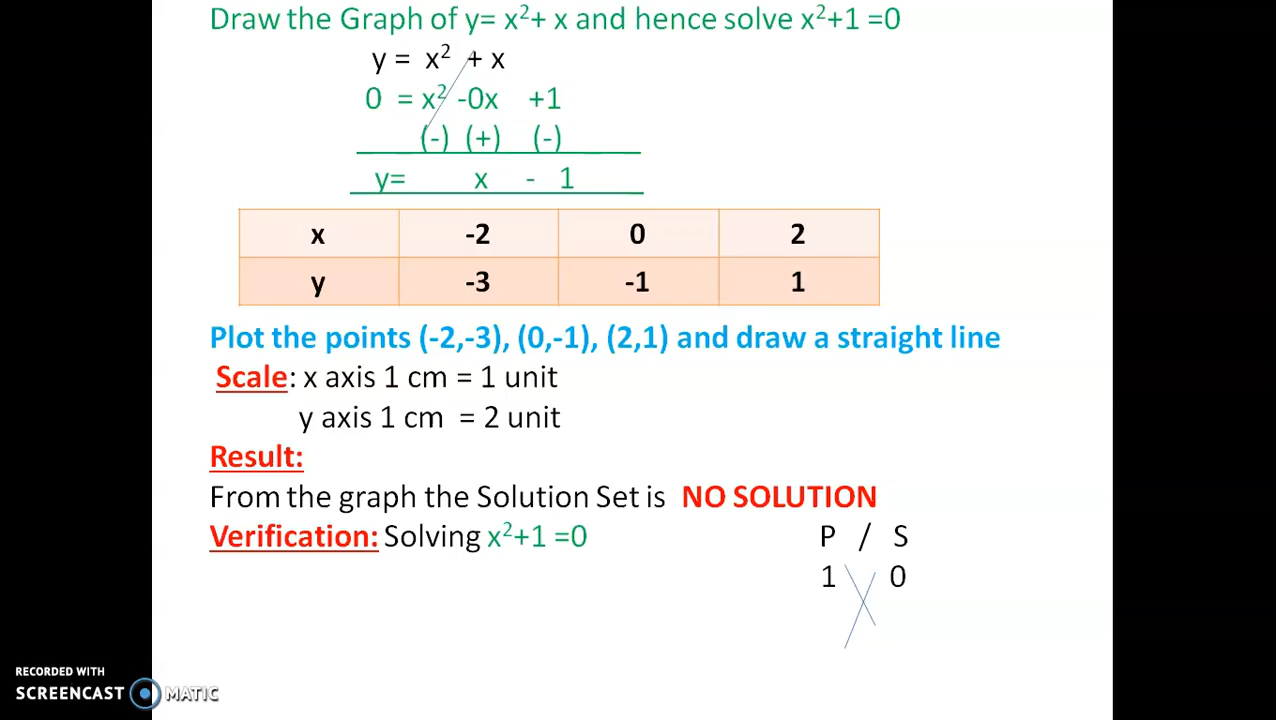 Draw the Graph of y= x²+ x and hence solve x²+1 =0
y = x² + x
0 = x² -0x +1
(-) (+) (-)
y= x - 1
x -2 0 2
y -3 -1 1
Plot the points (-2,-3), (0,-1), (2,1) and draw a straight line
Scale: x axis 1 cm = 1 unit
y axis 1 cm = 2 unit
Result:
From the graph the Solution Set is NO SOLUTION
Verification: Solving x²+1 =0 P / S
1 0
RECORDED WITH
SCREENCAST MATIC